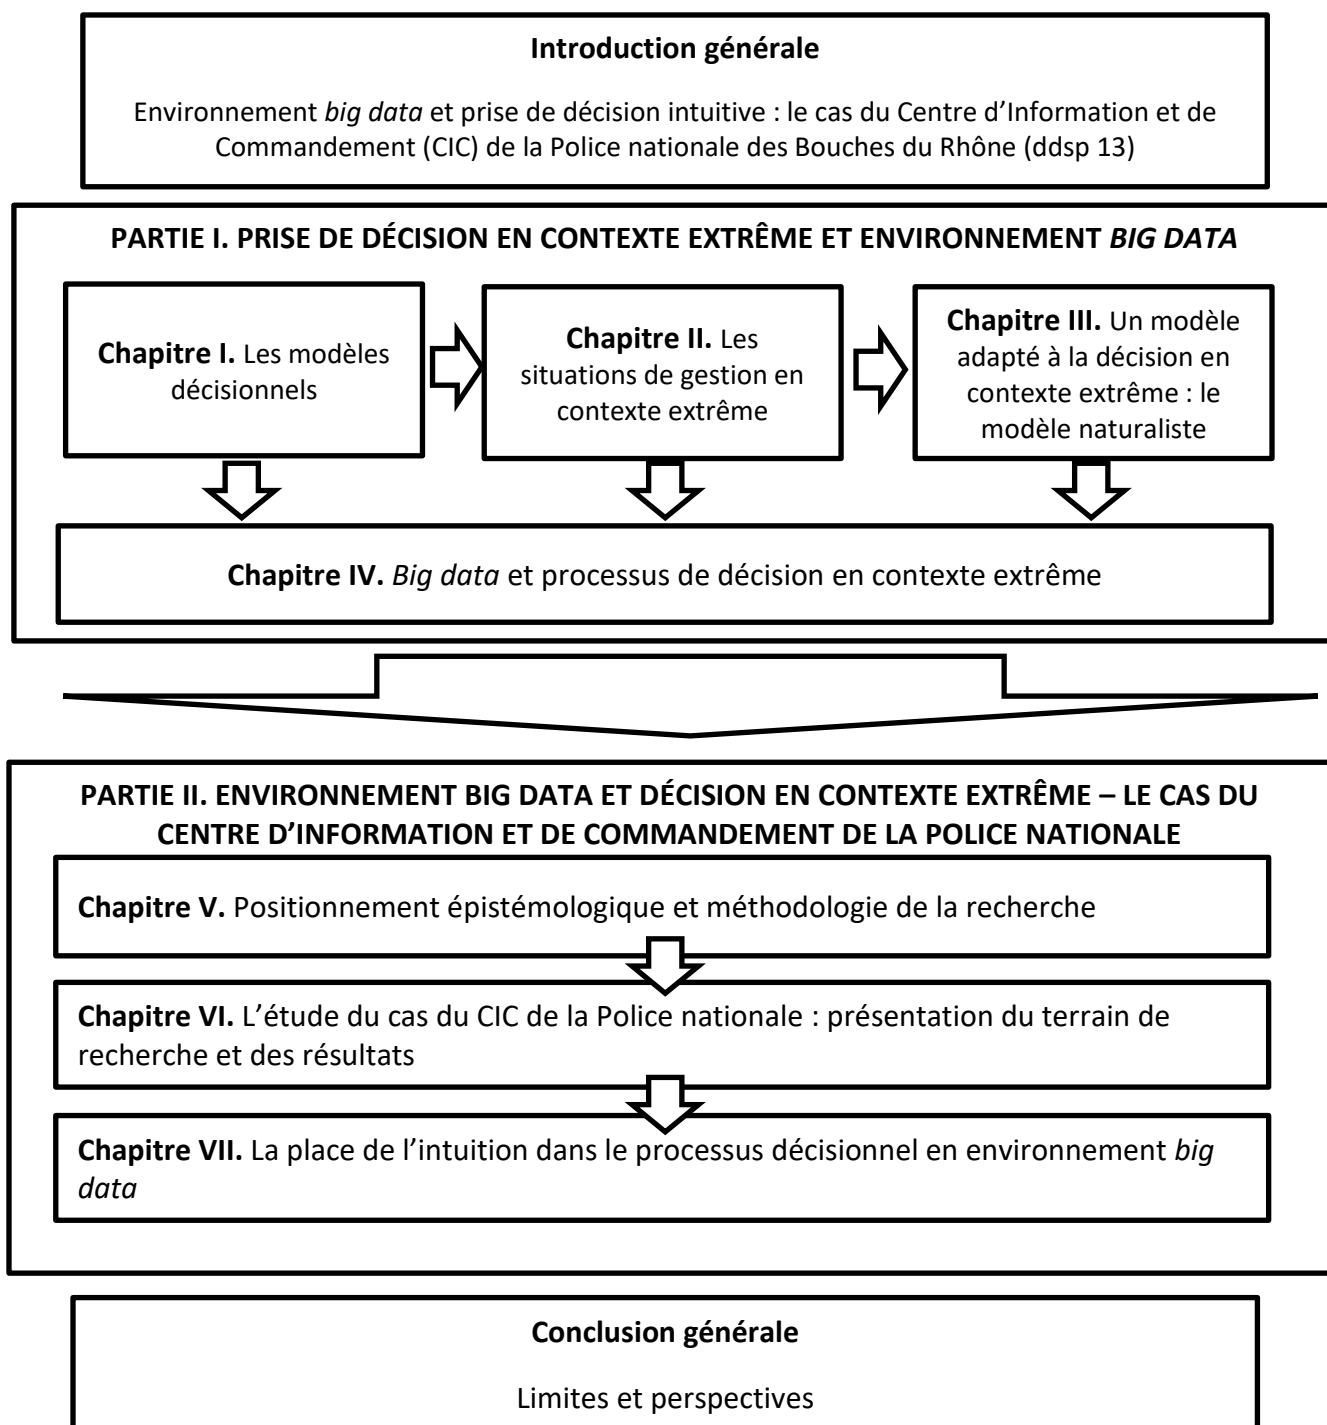 Introduction générale
Environnement big data et prise de décision intuitive : le cas du Centre d’Information et de
Commandement (CIC) de la Police nationale des Bouches du Rhône (ddsp 13)
PARTIE I. PRISE DE DÉCISION EN CONTEXTE EXTRÊME ET ENVIRONNEMENT BIG DATA
Chapitre I. Les modèles
décisionnels
Chapitre II. Les
situations de gestion en
contexte extrême
Chapitre III. Un modèle
adapté à la décision en
contexte extrême : le
modèle naturaliste
Chapitre IV. Big data et processus de décision en contexte extrême
PARTIE II. ENVIRONNEMENT BIG DATA ET DÉCISION EN CONTEXTE EXTRÊME – LE CAS DU
CENTRE D’INFORMATION ET DE COMMANDEMENT DE LA POLICE NATIONALE
Chapitre V. Positionnement épistémologique et méthodologie de la recherche
Chapitre VI. L’étude du cas du CIC de la Police nationale : présentation du terrain de
recherche et des résultats
Chapitre VII. La place de l’intuition dans le processus décisionnel en environnement big
data
Conclusion générale
Limites et perspectives